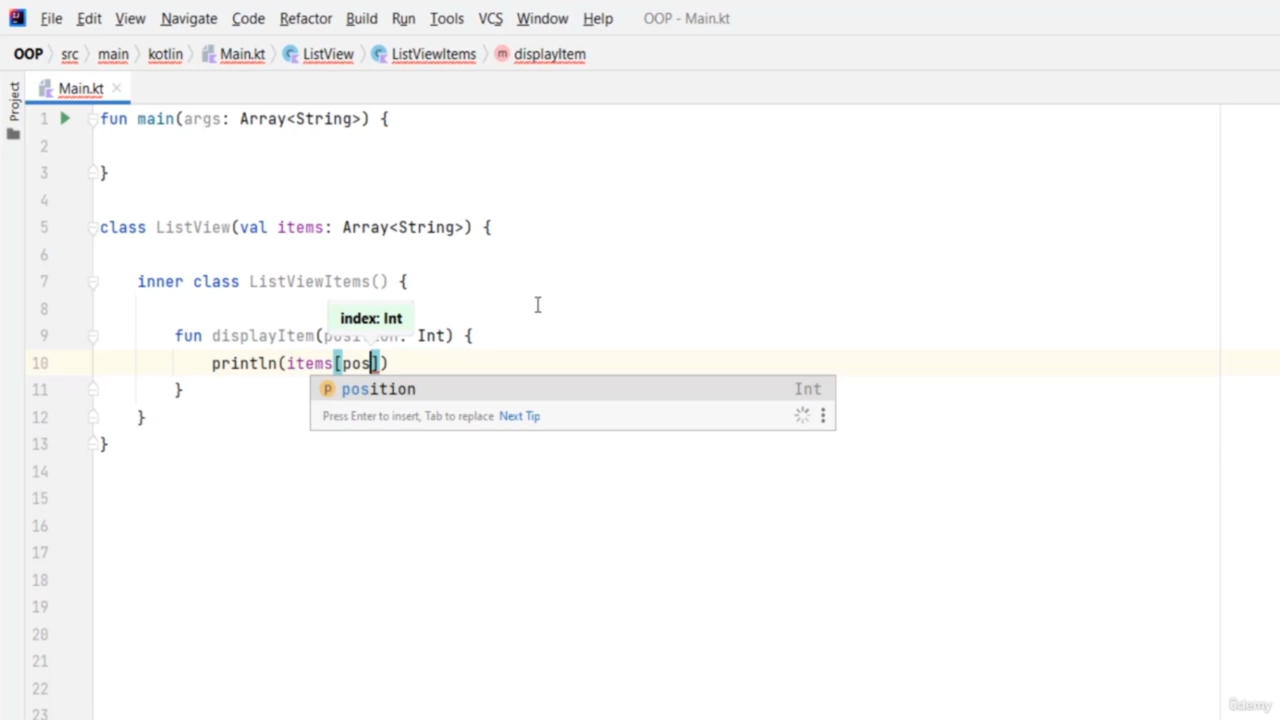 File Edit View Navigate Code Refactor Build Run Tools VCS Window Help OOP - Main.kt
OOP src main kotlin Main.kt ListView ListViewItems displayItem
Project
Main.kt
1 fun main(args: Array<String>) {
2
3 }
4
5 class ListView(val items: Array<String>) {
6
7 inner class ListViewItems() {
8
index: Int
9 fun displayItem(position: Int) {
10 println(items[pos])
p position Int
11 }
Press Enter to insert, Tab to replace Next Tip
12 }
13 }
14
15
16
17
18
19
20
21
22
23
ûdemy